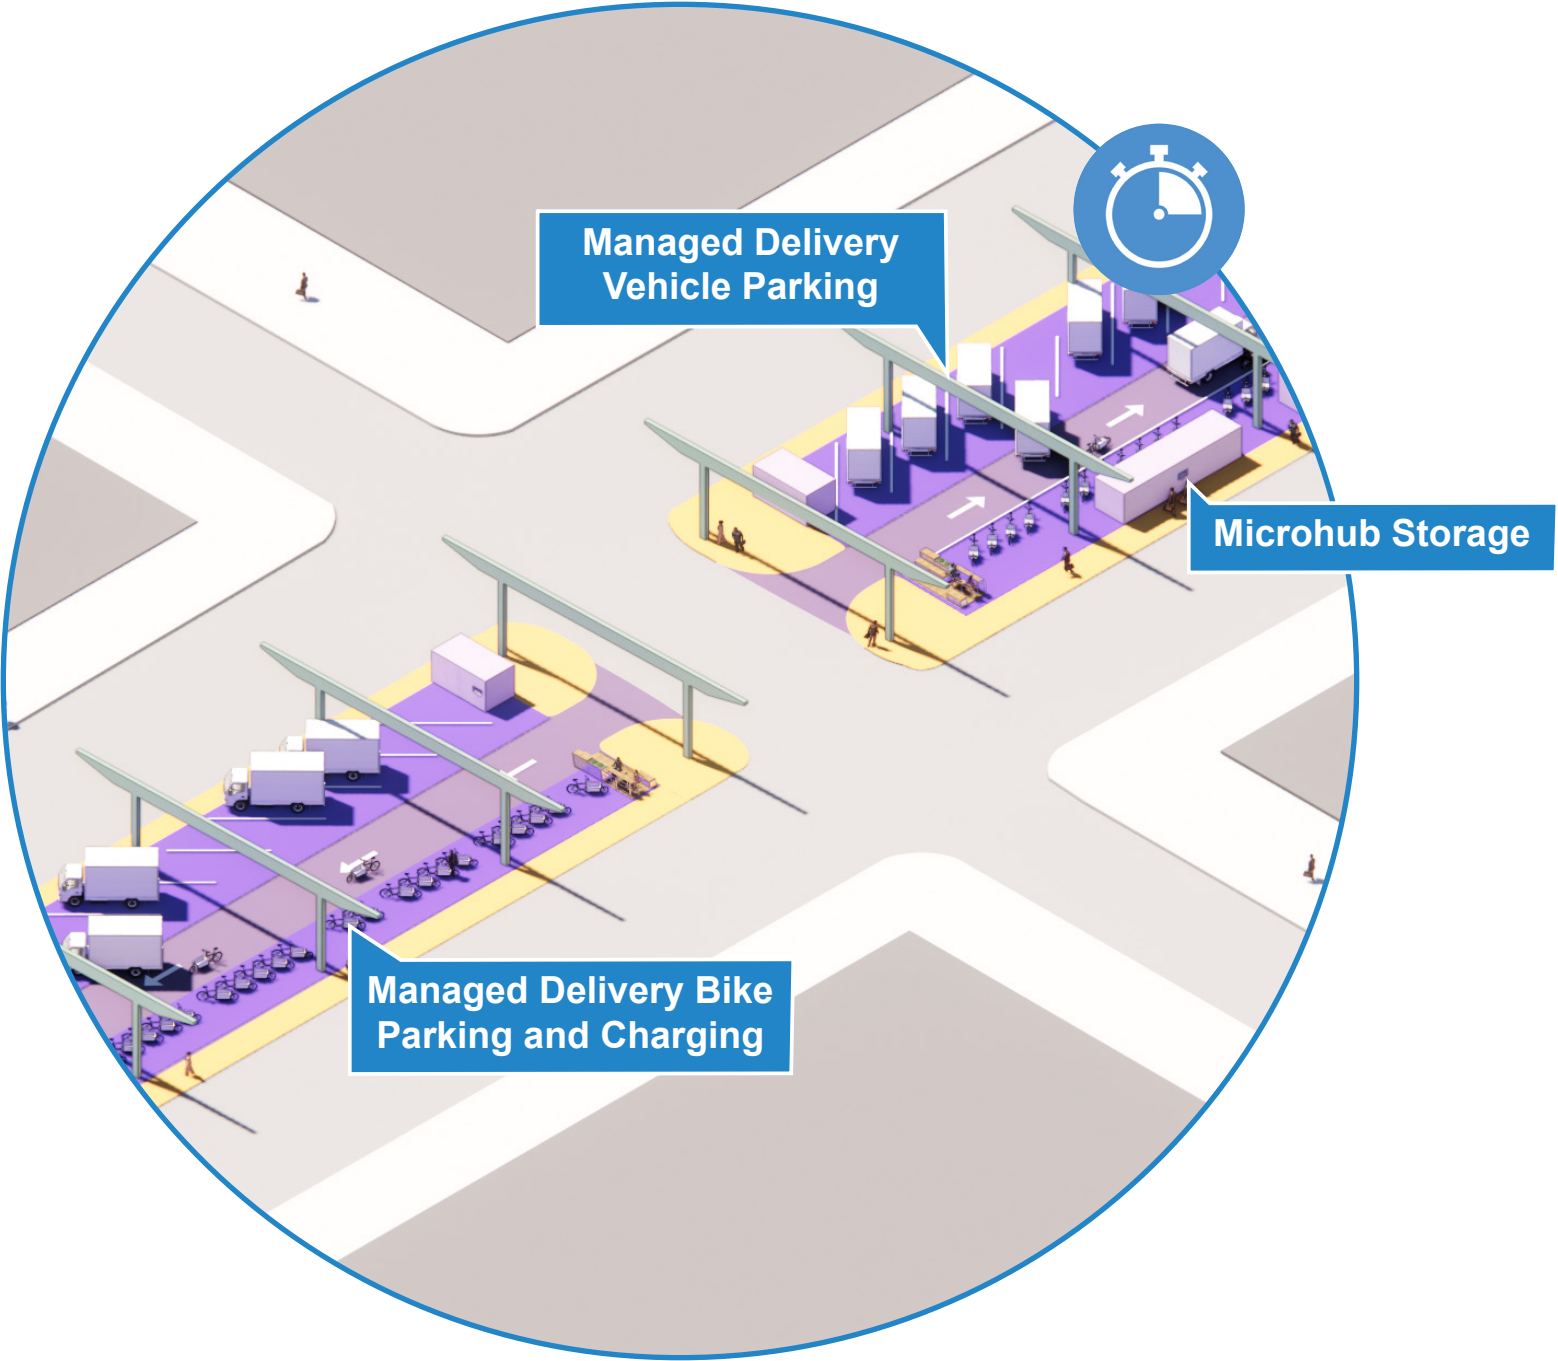 Managed Delivery
Vehicle Parking
Microhub Storage
Managed Delivery Bike
Parking and Charging